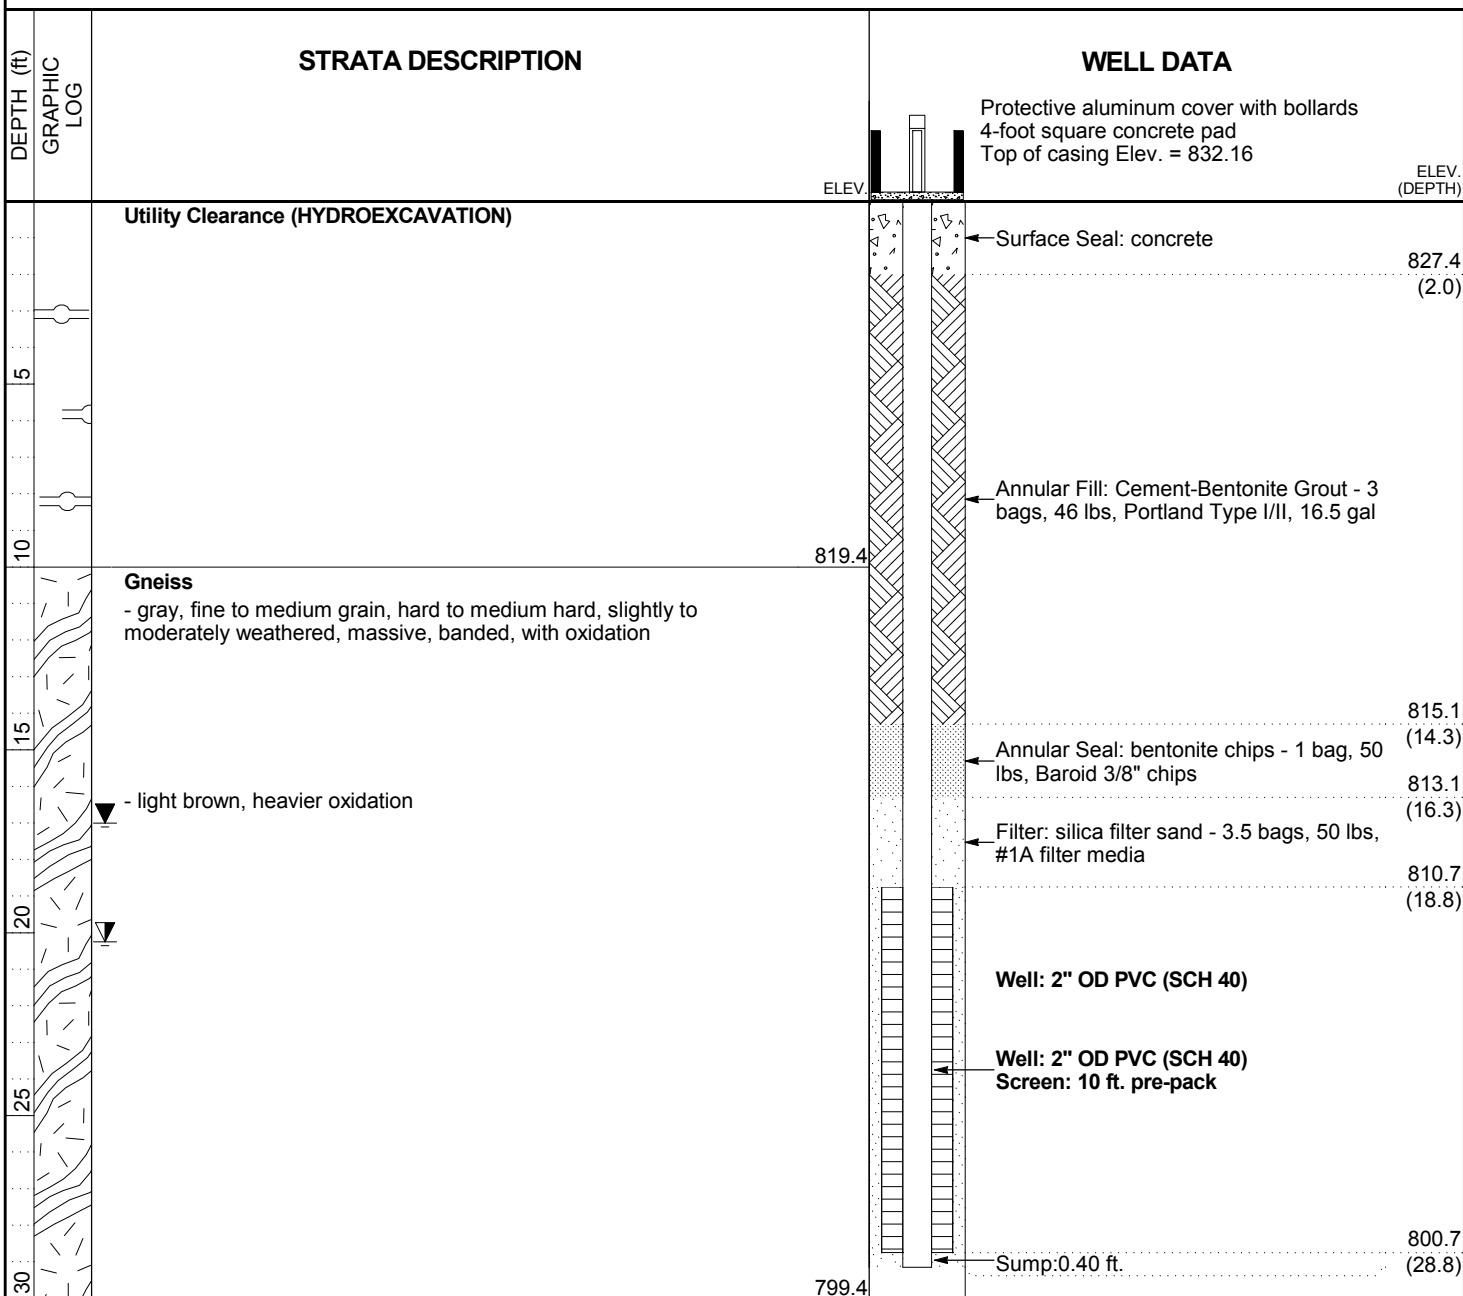 DEPTH (ft)
GRAPHIC
LOG
STRATA DESCRIPTION
ELEV.
WELL DATA
Protective aluminum cover with bollards
4-foot square concrete pad
Top of casing Elev. = 832.16
ELEV.
(DEPTH)
Utility Clearance (HYDROEXCAVATION)
Surface Seal: concrete
827.4
(2.0)
5
Annular Fill: Cement-Bentonite Grout - 3
bags, 46 lbs, Portland Type I/II, 16.5 gal
10
819.4
Gneiss
- gray, fine to medium grain, hard to medium hard, slightly to
moderately weathered, massive, banded, with oxidation
815.1
(14.3)
15
Annular Seal: bentonite chips - 1 bag, 50
lbs, Baroid 3/8" chips
813.1
(16.3)
- light brown, heavier oxidation
Filter: silica filter sand - 3.5 bags, 50 lbs,
#1A filter media
810.7
(18.8)
20
Well: 2" OD PVC (SCH 40)
Well: 2" OD PVC (SCH 40)
Screen: 10 ft. pre-pack
25
800.7
(28.8)
Sump:0.40 ft.
30
799.4